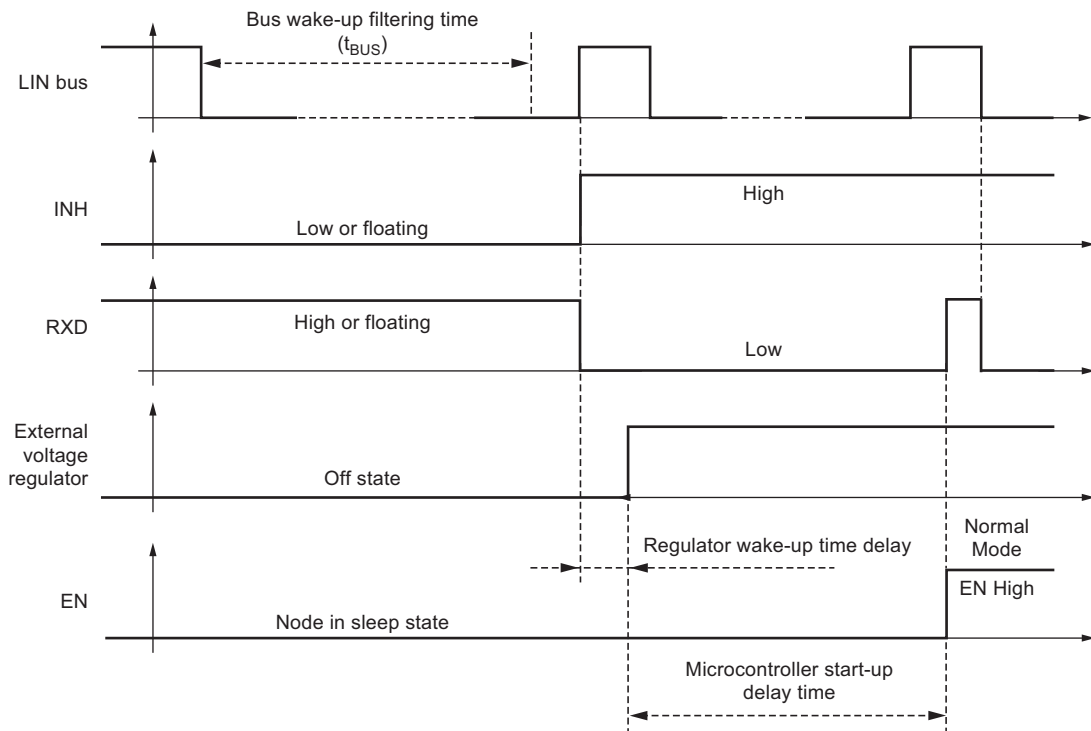 Bus wake-up filtering time
(tBUS)
LIN bus
INH
Low or floating
High
RXD
High or floating
Low
External
voltage
regulator
Off state
Regulator wake-up time delay
Normal
Mode
EN
Node in sleep state
EN High
Microcontroller start-up
delay time